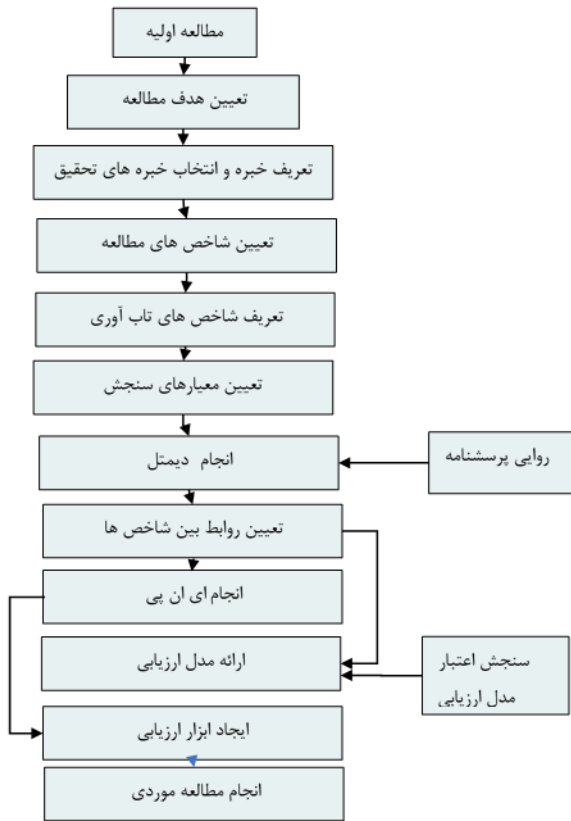 مطالعه اولیه
تعیین هدف مطالعه
تعریف خبره و انتخاب خبره های تحقیق
تعیین شاخص های مطالعه
تعریف شاخص های تاب آوری
تعیین معیارهای سنجش
انجام دیمتل
روایی پرسشنامه
تعیین روابط بین شاخص ها
انجام ای ان پی
ارائه مدل ارزیابی
سنجش اعتبار
مدل ارزیابی
ایجاد ابزار ارزیابی
انجام مطالعه موردی